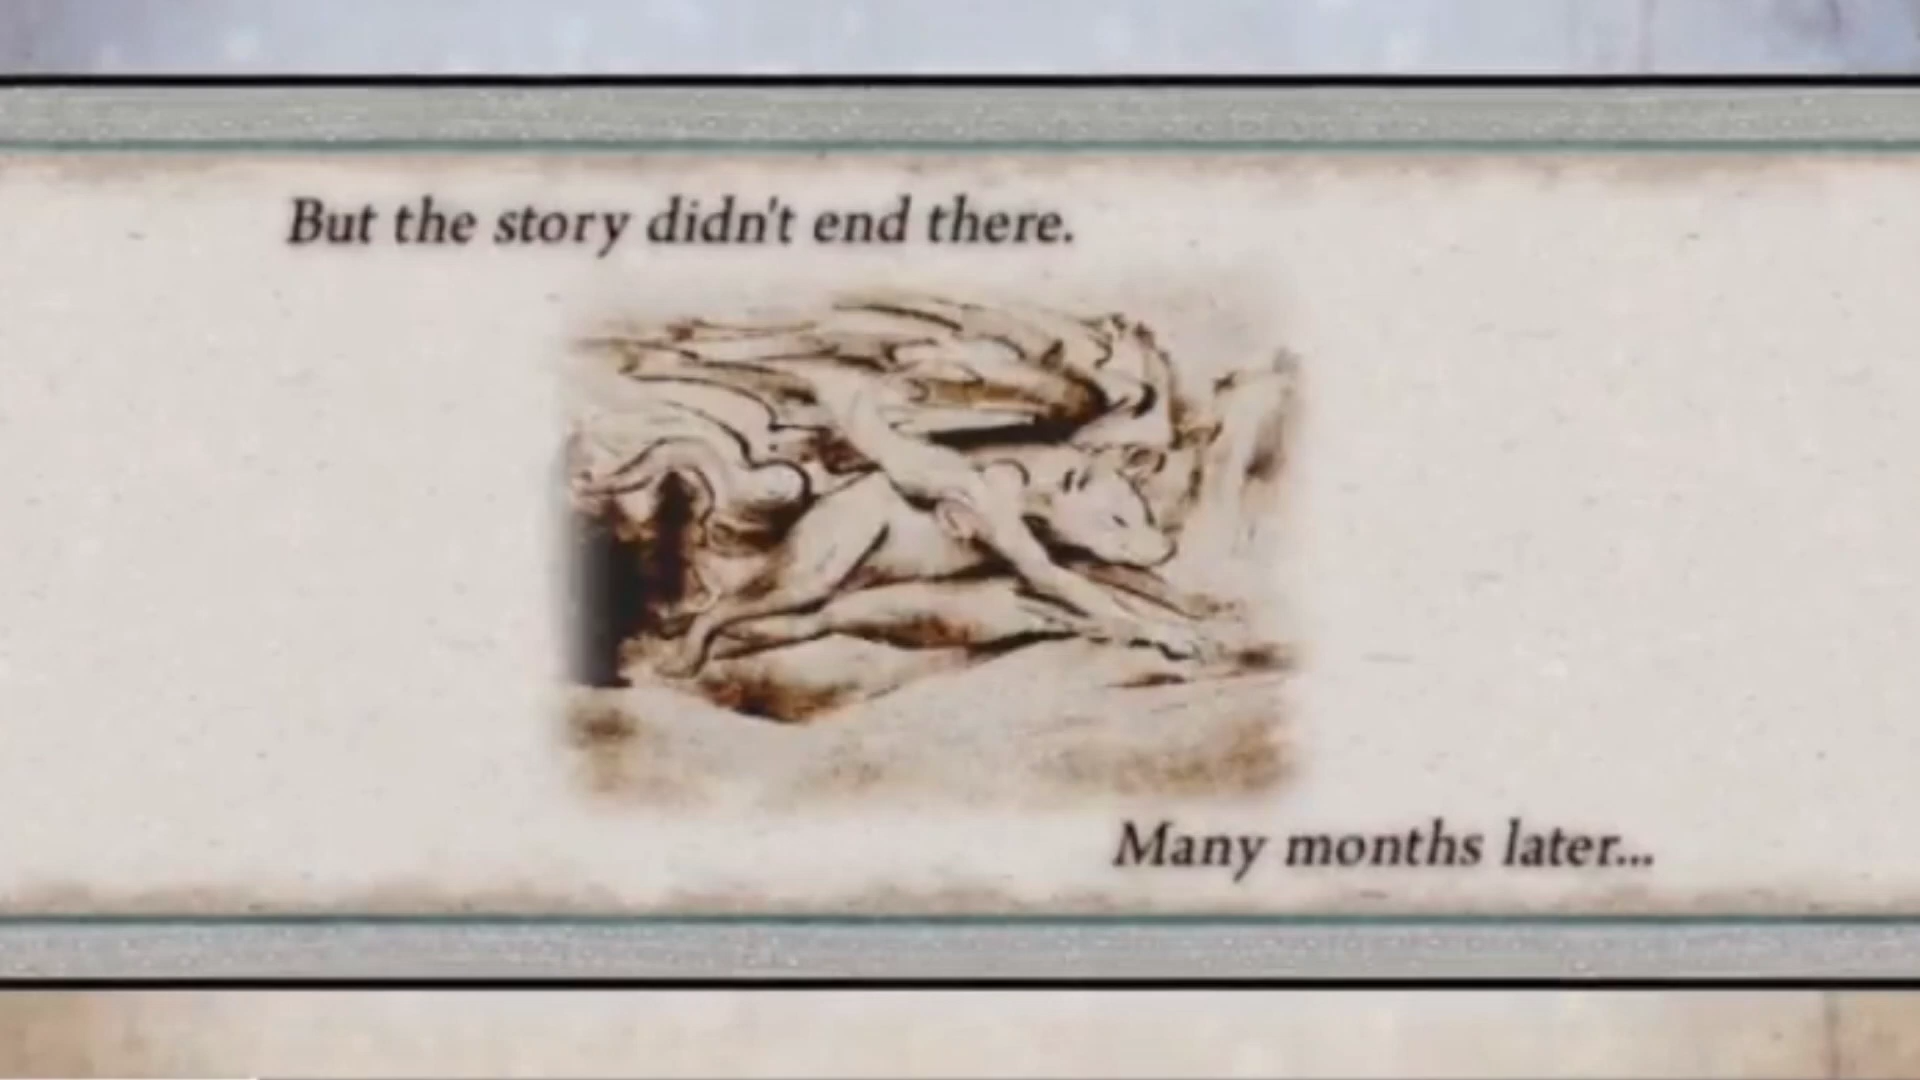 But the story didn't end there.
Many months later...